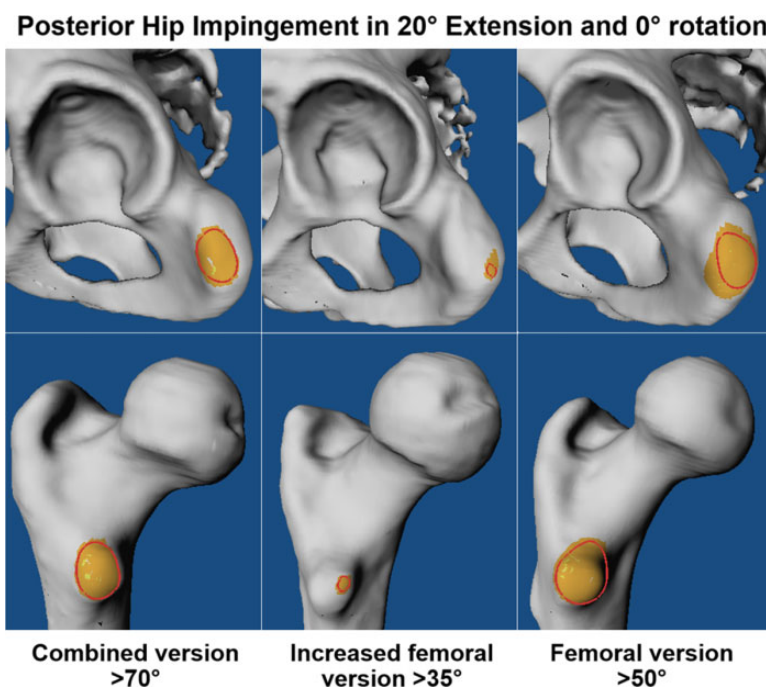 Posterior Hip Impingement in 20° Extension and 0° rotation
Combined version
>70°
Increased femoral
version >35°
Femoral version
>50°